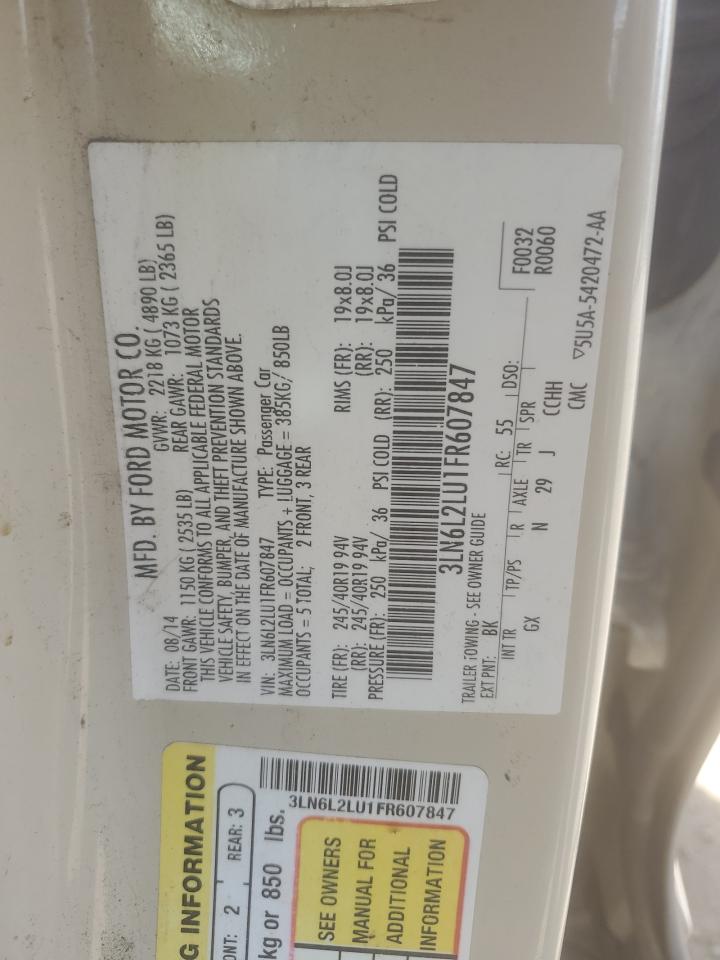 MFD. BY FORD MOTOR CO.
DATE: 08/14 GVWR: 2218 KG ( 4890 LB)
FRONT GAWR: 1150 KG ( 2535 LB) REAR GAWR: 1073 KG ( 2365 LB)
THIS VEHICLE CONFORMS TO ALL APPLICABLE FEDERAL MOTOR
VEHICLE SAFETY, BUMPER, AND THEFT PREVENTION STANDARDS
IN EFFECT ON THE DATE OF MANUFACTURE SHOWN ABOVE.
VIN: 3LN6L2LU1FR607847 TYPE: Passenger Car
MAXIMUM LOAD = OCCUPANTS + LUGGAGE = 385KG/ 850LB
OCCUPANTS = 5 TOTAL; 2 FRONT, 3 REAR
TIRE (FR): 245/40R19 94V RIMS (FR): 19x8.0J
(RR): 245/40R19 94V (RR): 19x8.0J
PRESSURE (FR): 250 kPa/ 36 PSI COLD (RR): 250 kPa/ 36 PSI COLD
3LN6L2LU1FR607847
TRAILER TOWING - SEE OWNER GUIDE
EXT PNT: BK RC: 55 DSO: F0032
R0060
INT TR TP/PS R AXLE TR SPR
GX N 29 J CCHH
CMC
▽5U5A-5420472-AA
G INFORMATION
ONT: 2 REAR: 3
kg or 850 lbs.
3LN6L2LU1FR607847
SEE OWNERS
MANUAL FOR
ADDITIONAL
INFORMATION